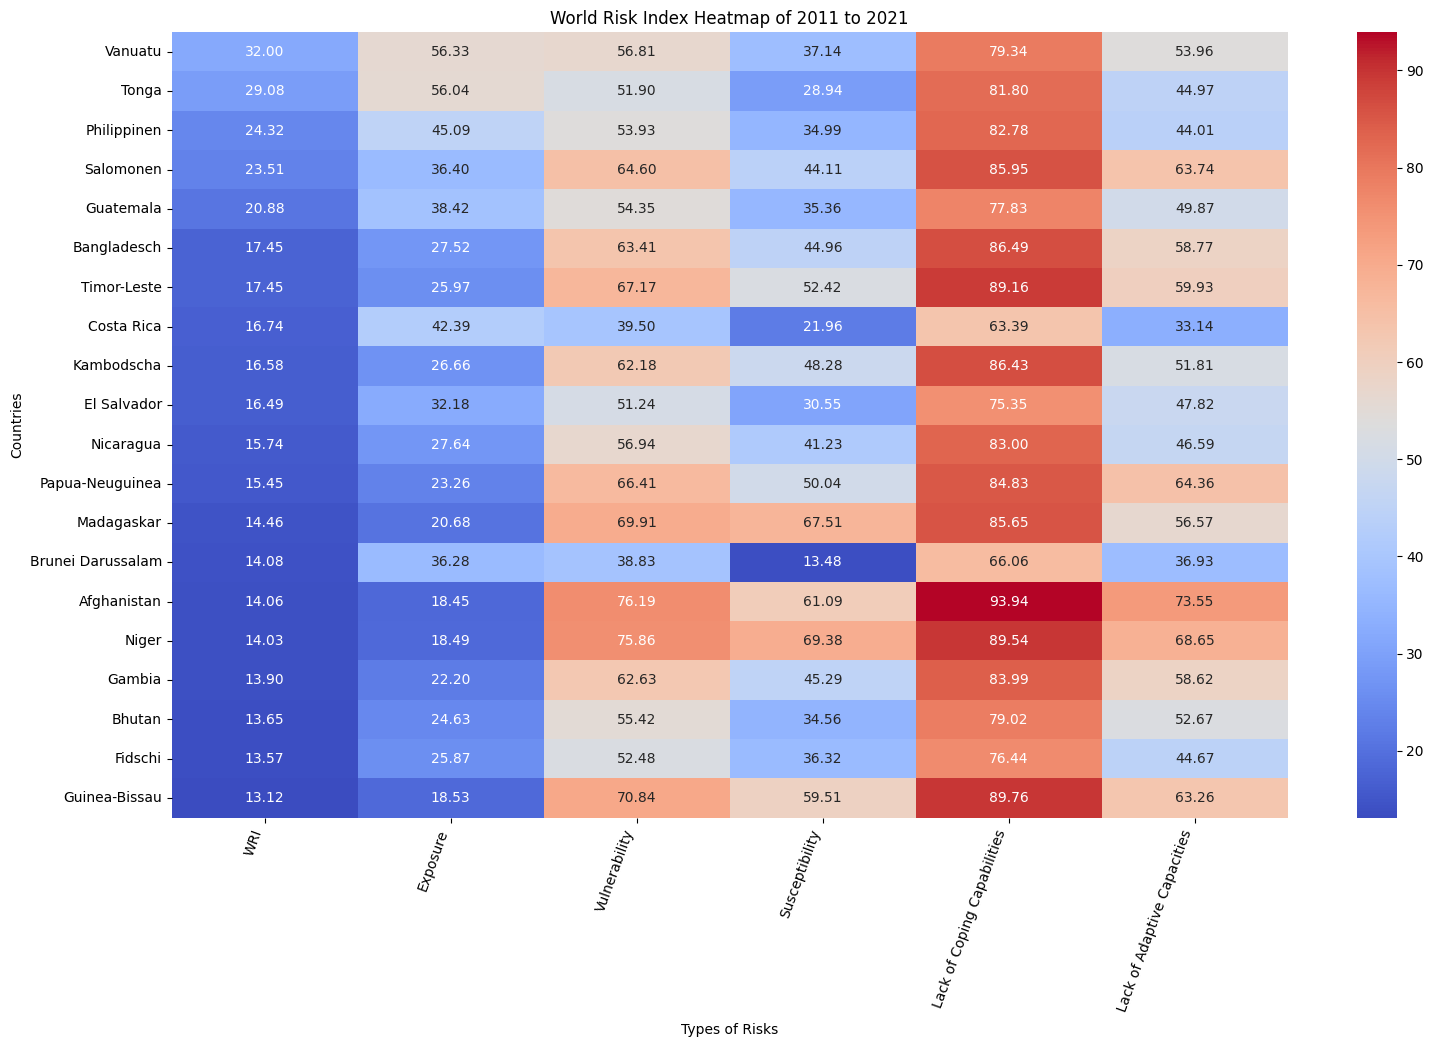 World Risk Index Heatmap of 2011 to 2021
Vanuatu 32.00 56.33 56.81 37.14 79.34 53.96
Tonga 29.08 56.04 51.90 28.94 81.80 44.97
Philippinen 24.32 45.09 53.93 34.99 82.78 44.01
Salomonen 23.51 36.40 64.60 44.11 85.95 63.74
Guatemala 20.88 38.42 54.35 35.36 77.83 49.87
Bangladesch 17.45 27.52 63.41 44.96 86.49 58.77
Timor-Leste 17.45 25.97 67.17 52.42 89.16 59.93
Costa Rica 16.74 42.39 39.50 21.96 63.39 33.14
Kambodscha 16.58 26.66 62.18 48.28 86.43 51.81
El Salvador 16.49 32.18 51.24 30.55 75.35 47.82
Nicaragua 15.74 27.64 56.94 41.23 83.00 46.59
Papua-Neuguinea 15.45 23.26 66.41 50.04 84.83 64.36
Madagaskar 14.46 20.68 69.91 67.51 85.65 56.57
Brunei Darussalam 14.08 36.28 38.83 13.48 66.06 36.93
Afghanistan 14.06 18.45 76.19 61.09 93.94 73.55
Niger 14.03 18.49 75.86 69.38 89.54 68.65
Gambia 13.90 22.20 62.63 45.29 83.99 58.62
Bhutan 13.65 24.63 55.42 34.56 79.02 52.67
Fidschi 13.57 25.87 52.48 36.32 76.44 44.67
Guinea-Bissau 13.12 18.53 70.84 59.51 89.76 63.26
Countries
WRI
Exposure
Vulnerability
Susceptibility
Lack of Coping Capabilities
Lack of Adaptive Capacities
Types of Risks
90
80
70
60
50
40
30
20